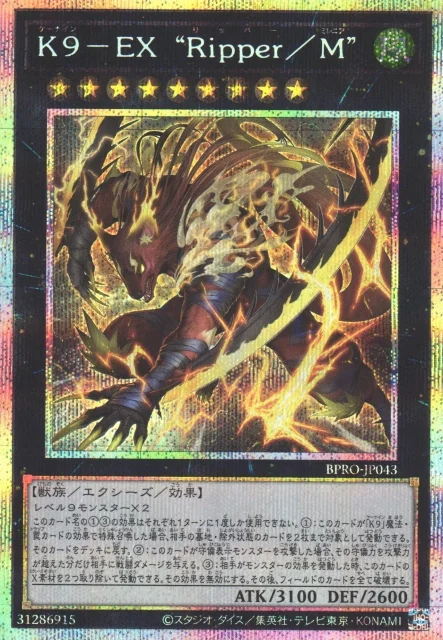 K9－EX “Ripper／M”
BPRO-JP043
【獣族／エクシーズ／効果】
レベル９モンスター×２
このカード名の①③の効果はそれぞれ１ターンに１度しか使用できない。①：このカードが「K9」魔法・
罠カードの効果で特殊召喚した場合、相手の墓地・除外状態のカードを２枚まで対象として発動できる。
そのカードをデッキに戻す。②：このカードが守備表示モンスターを攻撃した場合、その守備力を攻撃力
が超えた分だけ相手に戦闘ダメージを与える。③：相手がモンスターの効果を発動した時、このカードの
X素材を２つ取り除いて発動できる。その効果を無効にする。その後、フィールドのカードを全て破壊する。
ATK/3100 DEF/2600
31286915
©スタジオ・ダイス／集英社・テレビ東京・KONAMI